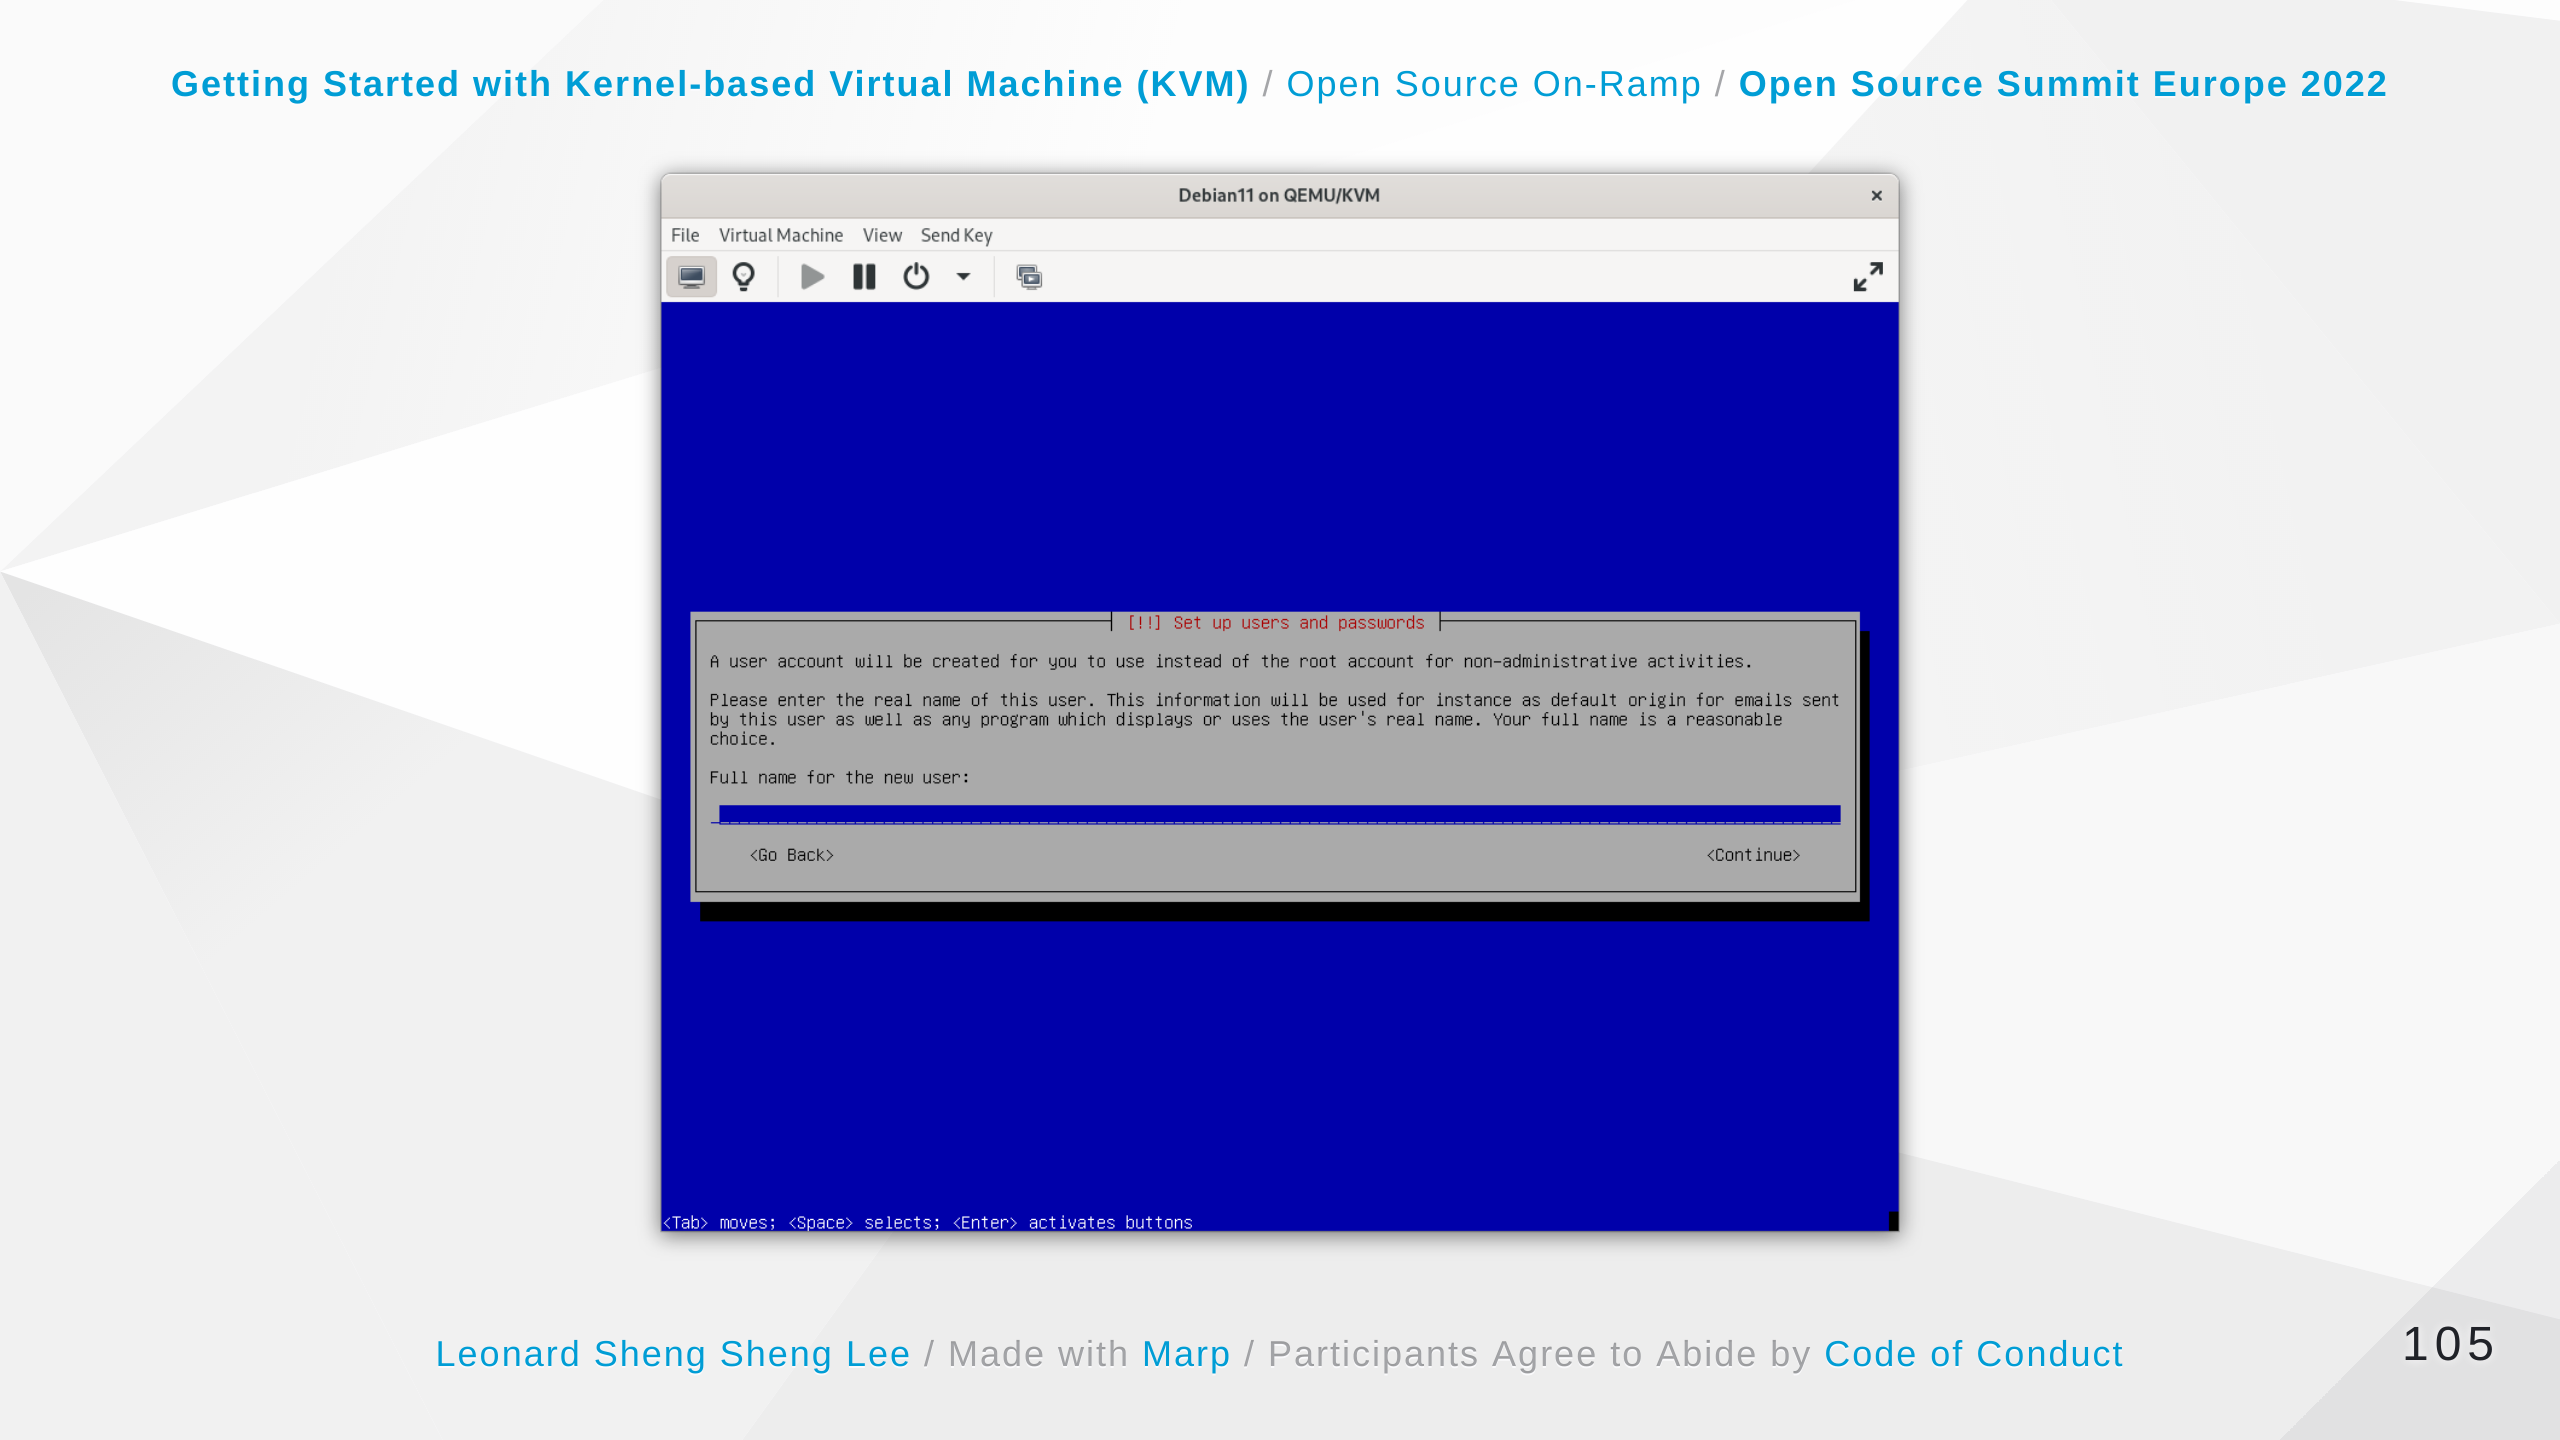 Getting Started with Kernel-based Virtual Machine (KVM) / Open Source On-Ramp / Open Source Summit Europe 2022
Debian11 on QEMU/KVM
File Virtual Machine View Send Key
[!!] Set up users and passwords
A user account will be created for you to use instead of the root account for non-administrative activities.
Please enter the real name of this user. This information will be used for instance as default origin for emails sent
by this user as well as any program which displays or uses the user's real name. Your full name is a reasonable
choice.
Full name for the new user:
<Go Back> <Continue>
<Tab> moves; <Space> selects; <Enter> activates buttons
Leonard Sheng Sheng Lee / Made with Marp / Participants Agree to Abide by Code of Conduct
105